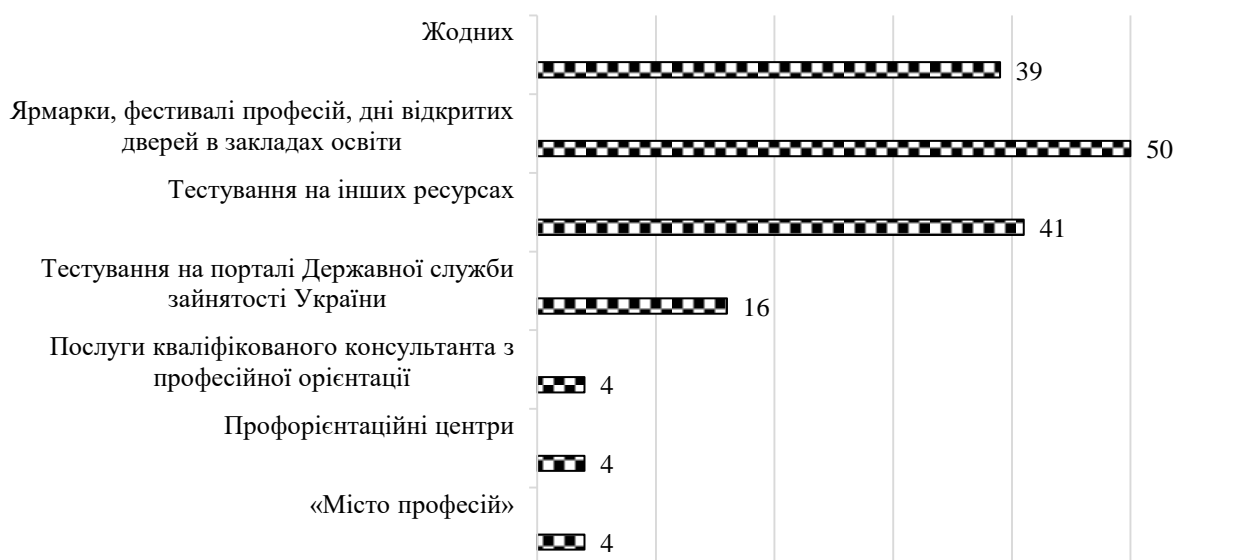 Жодних
39
Ярмарки, фестивалі професій, дні відкритих
дверей в закладах освіти
50
Тестування на інших ресурсах
41
Тестування на порталі Державної служби
зайнятості України
16
Послуги кваліфікованого консультанта з
професійної орієнтації
4
Профорієнтаційні центри
4
«Місто професій»
4